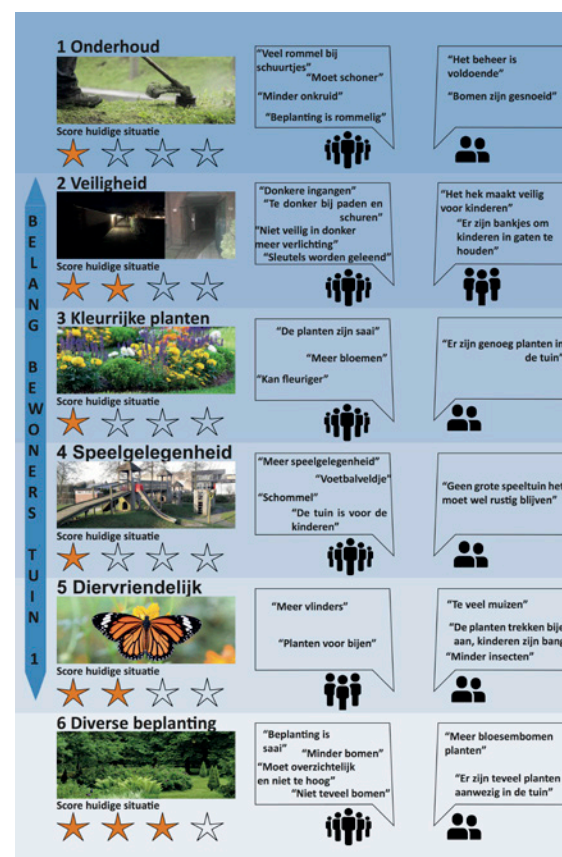 1 Onderhoud
Score huidige situatie
“Veel rommel bij
schuurtjes”
“Moet schoner”
“Minder onkruid”
“Beplanting is rommelig”
“Het beheer is
voldoende”
“Bomen zijn gesnoeid”
BELANG BEWONERS TUIN 1
2 Veiligheid
Score huidige situatie
“Donkere ingangen”
“Te donker bij paden en
schuren”
“Niet veilig in donker
meer verlichting”
“Sleutels worden geleend”
“Het hek maakt veilig
voor kinderen”
“Er zijn bankjes om
kinderen in gaten te
houden”
3 Kleurrijke planten
Score huidige situatie
“De planten zijn saai”
“Meer bloemen”
“Kan fleuriger”
“Er zijn genoeg planten in
de tuin”
4 Speelgelegenheid
Score huidige situatie
“Meer speelgelegenheid”
“Voetbalveldje”
“Schommel”
“De tuin is voor de
kinderen”
“Geen grote speeltuin het
moet wel rustig blijven”
5 Diervriendelijk
Score huidige situatie
“Meer vlinders”
“Planten voor bijen”
“Te veel muizen”
“De planten trekken bije
aan, kinderen zijn bang
“Minder insecten”
6 Diverse beplanting
Score huidige situatie
“Beplanting is
saai”
“Minder bomen”
“Moet overzichtelijk
en niet te hoog”
“Niet teveel bomen”
“Meer bloesembomen
planten”
“Er zijn teveel planten
aanwezig in de tuin”